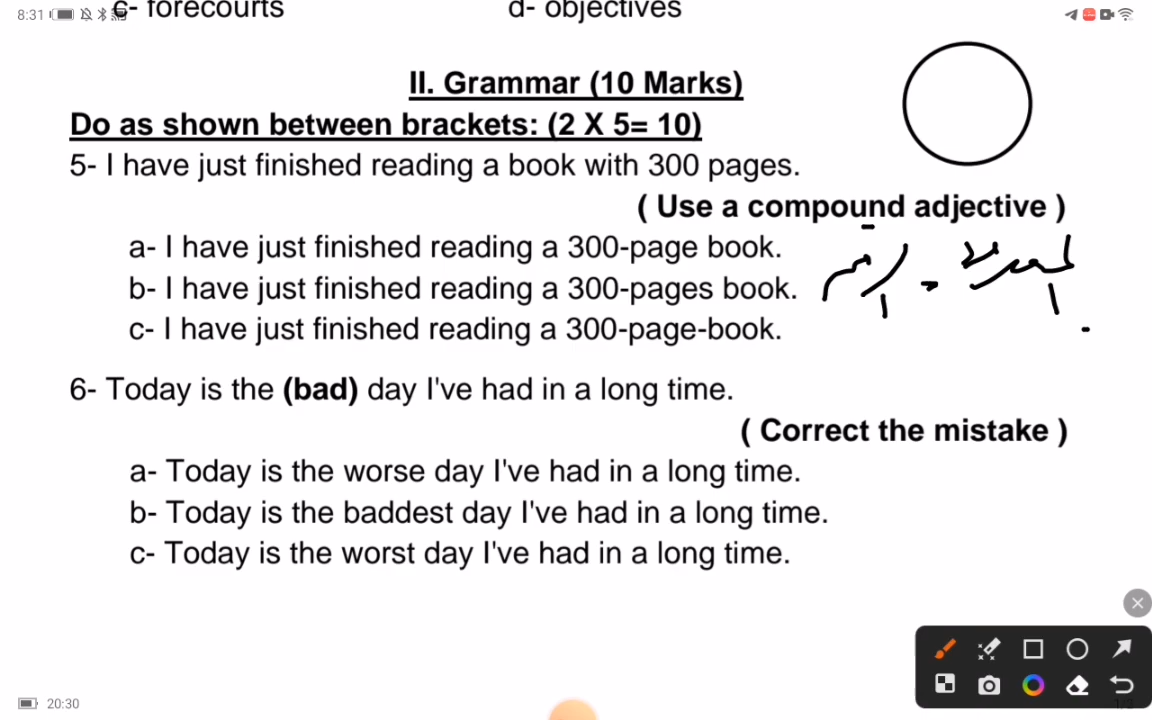 8:31
c- forecourts d- objectives
II. Grammar (10 Marks)
Do as shown between brackets: (2 X 5= 10)
5- I have just finished reading a book with 300 pages.
( Use a compound adjective )
a- I have just finished reading a 300-page book.
b- I have just finished reading a 300-pages book.
c- I have just finished reading a 300-page-book.
6- Today is the (bad) day I've had in a long time.
( Correct the mistake )
a- Today is the worse day I've had in a long time.
b- Today is the baddest day I've had in a long time.
c- Today is the worst day I've had in a long time.
20:30